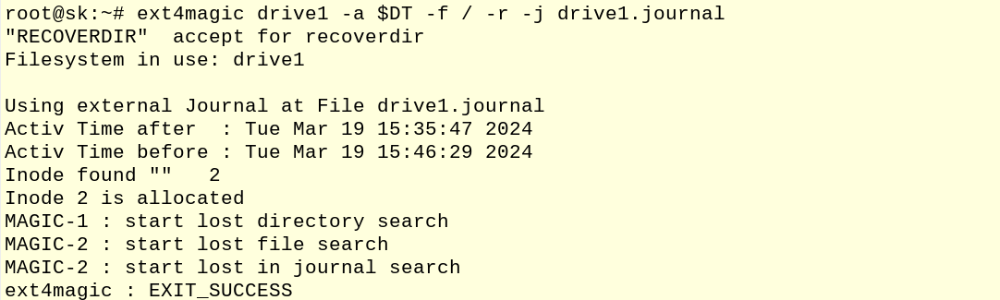 root@sk:~# ext4magic drive1 -a $DT -f / -r -j drive1.journal
"RECOVERDIR"  accept for recoverdir
Filesystem in use: drive1

Using external Journal at File drive1.journal
Activ Time after  : Tue Mar 19 15:35:47 2024
Activ Time before : Tue Mar 19 15:46:29 2024
Inode found ""   2
Inode 2 is allocated
MAGIC-1 : start lost directory search
MAGIC-2 : start lost file search
MAGIC-2 : start lost in journal search
ext4magic : EXIT_SUCCESS